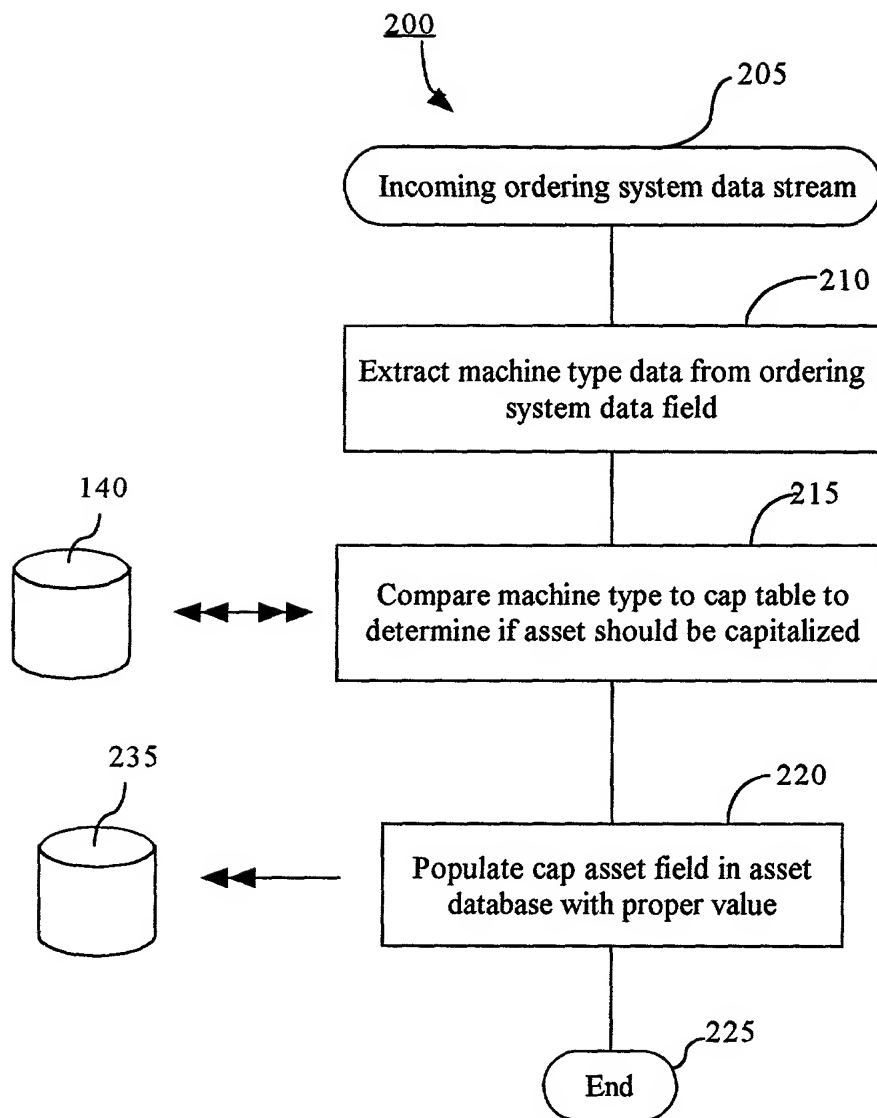 200
205
Incoming ordering system data stream
210
Extract machine type data from ordering
system data field
140
215
Compare machine type to cap table to
determine if asset should be capitalized
235
220
Populate cap asset field in asset
database with proper value
225
End